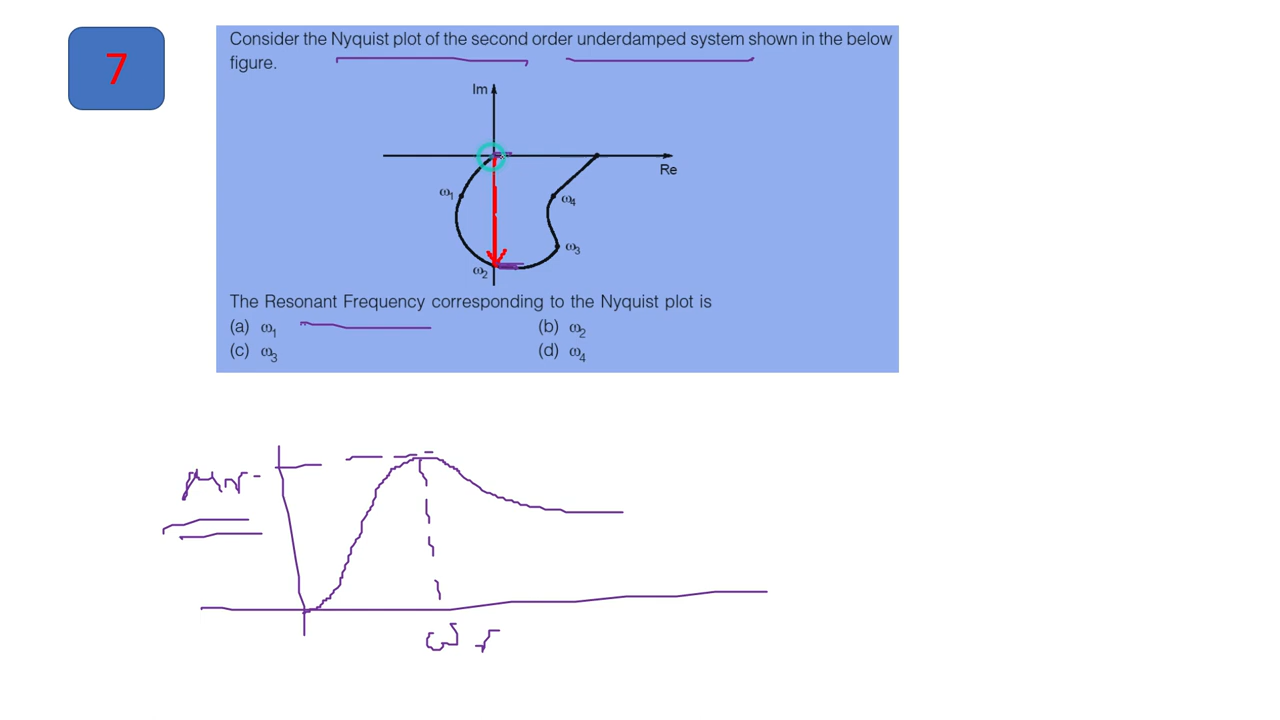 7
Consider the Nyquist plot of the second order underdamped system shown in the below
figure.
Im
Re
ω1
ω4
ω3
ω2
The Resonant Frequency corresponding to the Nyquist plot is
(a) ω1
(b) ω2
(c) ω3
(d) ω4
ωr